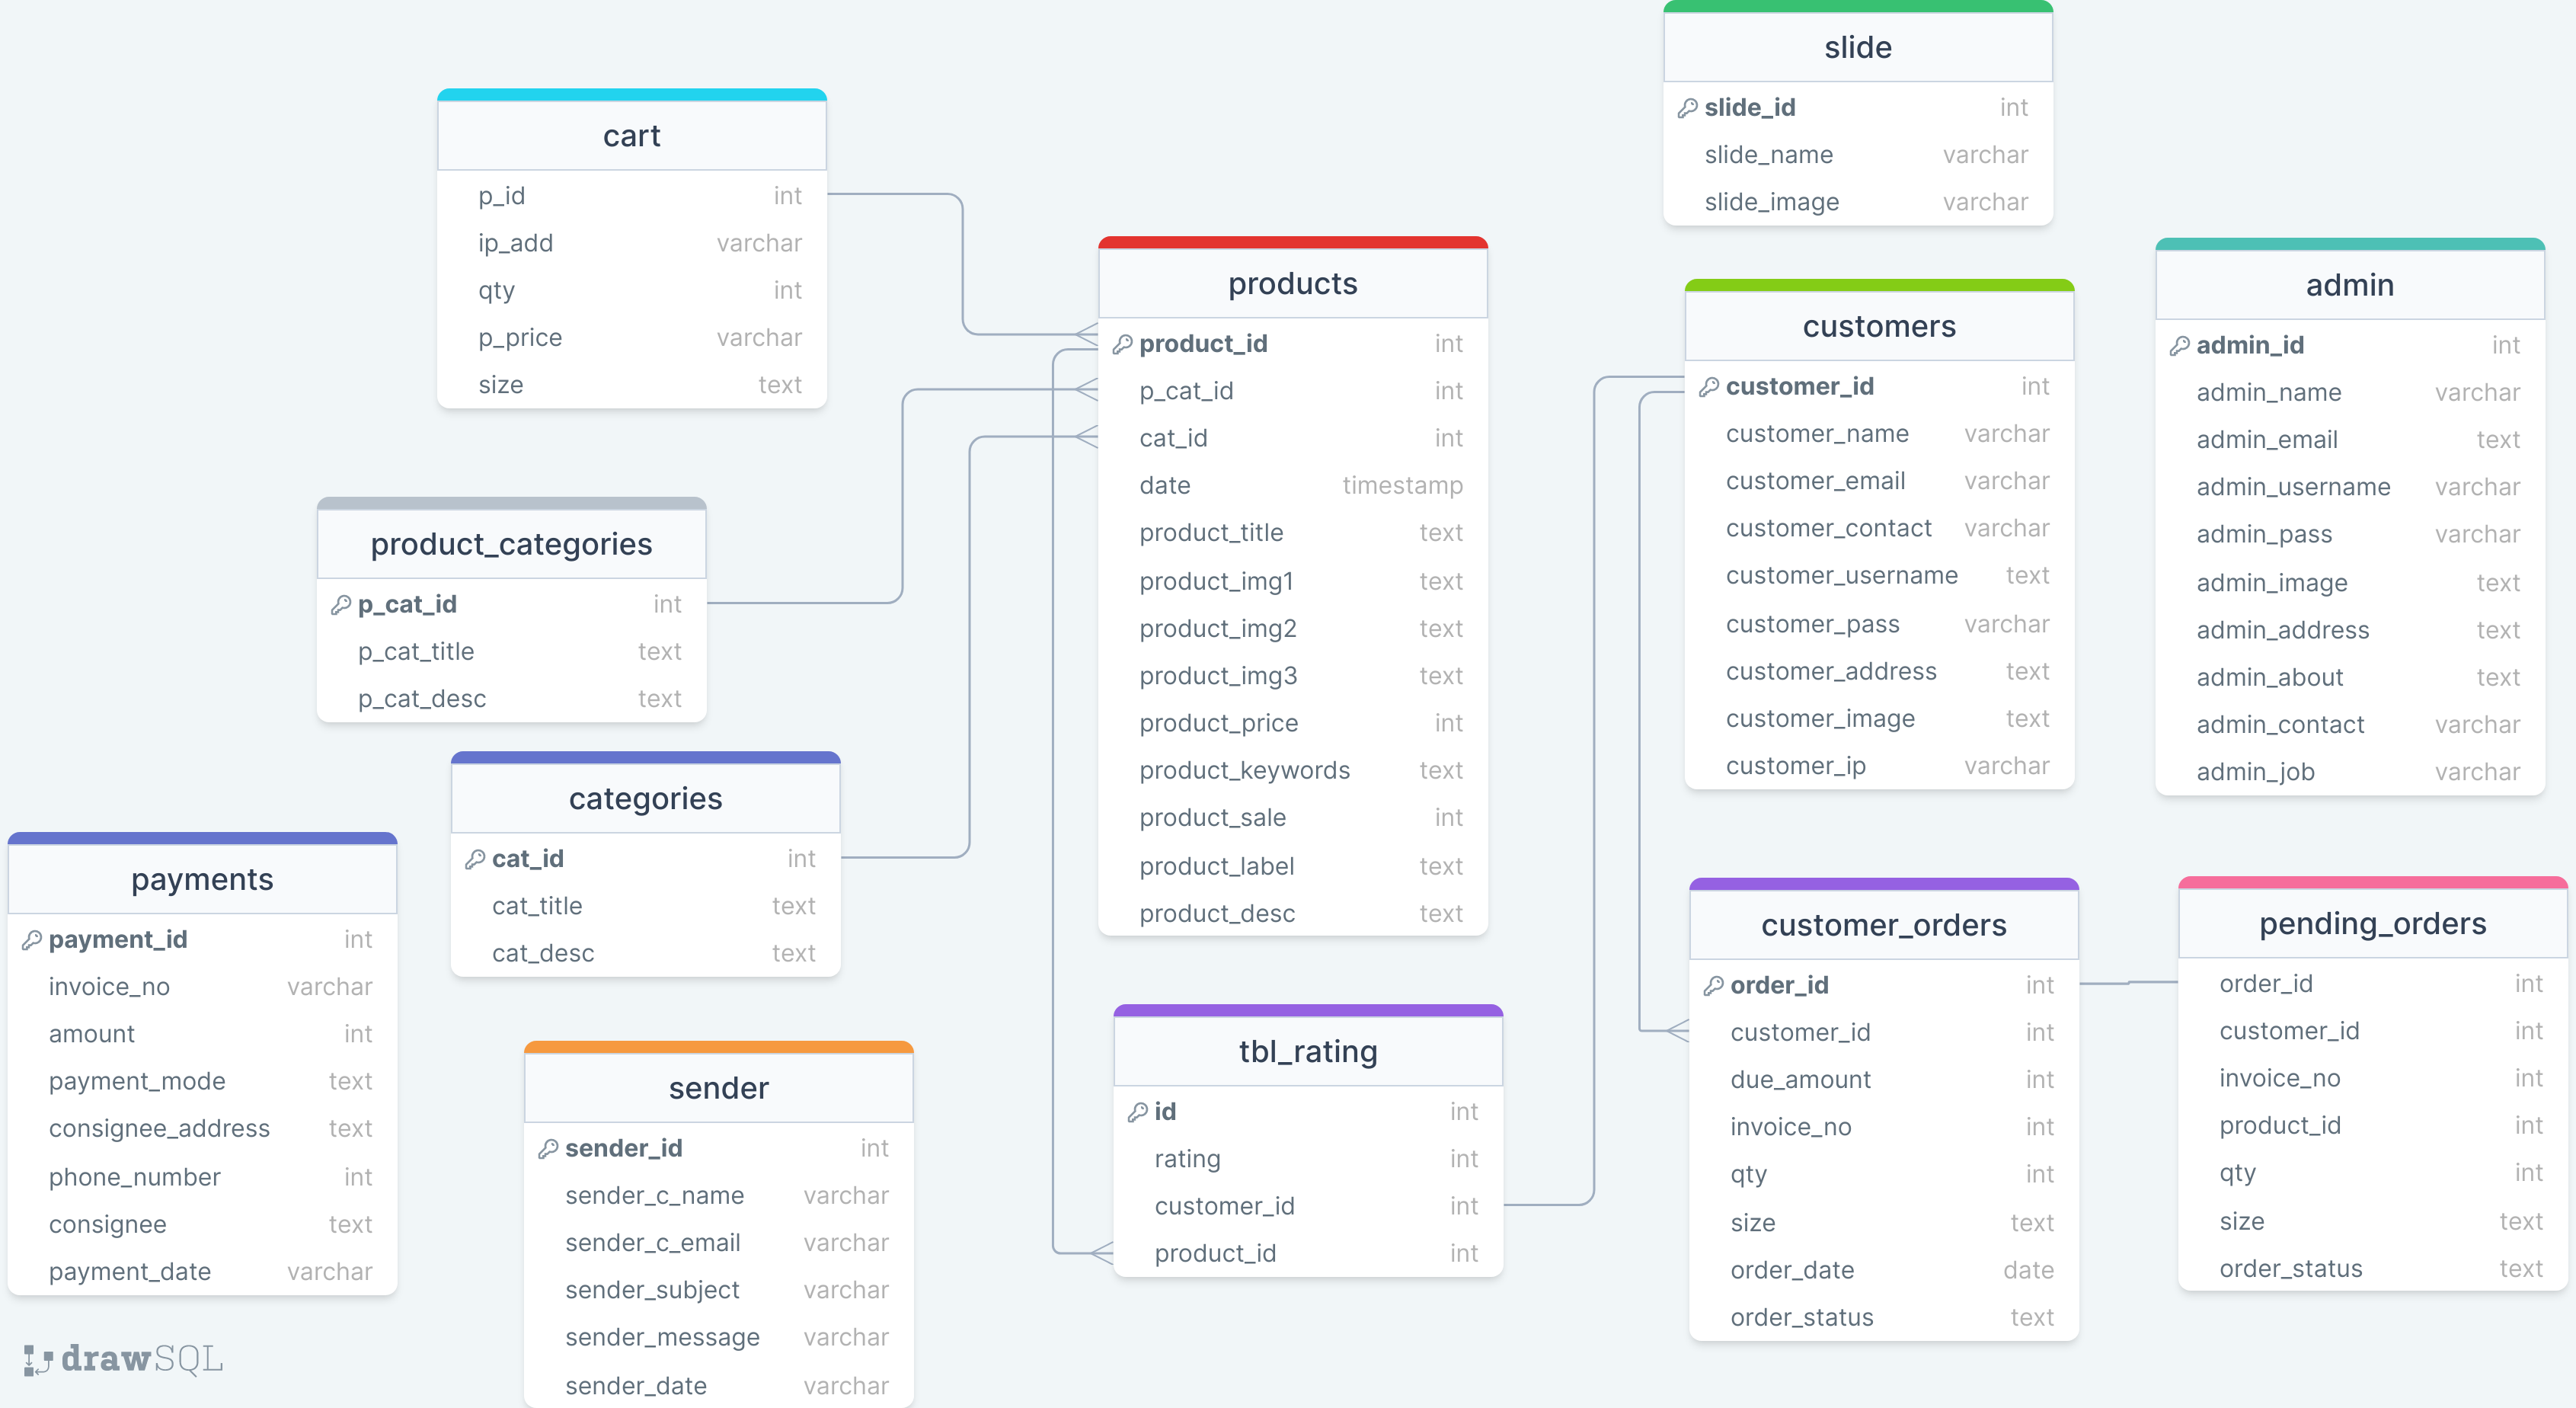 slide
slide_id int
slide_name varchar
slide_image varchar
cart
p_id int
ip_add varchar
qty int
p_price varchar
size text
products
product_id int
p_cat_id int
cat_id int
date timestamp
product_title text
product_img1 text
product_img2 text
product_img3 text
product_price int
product_keywords text
product_sale int
product_label text
product_desc text
customers
customer_id int
customer_name varchar
customer_email varchar
customer_contact varchar
customer_username text
customer_pass varchar
customer_address text
customer_image text
customer_ip varchar
admin
admin_id int
admin_name varchar
admin_email text
admin_username varchar
admin_pass varchar
admin_image text
admin_address text
admin_about text
admin_contact varchar
admin_job varchar
product_categories
p_cat_id int
p_cat_title text
p_cat_desc text
categories
cat_id int
cat_title text
cat_desc text
payments
payment_id int
invoice_no varchar
amount int
payment_mode text
consignee_address text
phone_number int
consignee text
payment_date varchar
sender
sender_id int
sender_c_name varchar
sender_c_email varchar
sender_subject varchar
sender_message varchar
sender_date varchar
tbl_rating
id int
rating int
customer_id int
product_id int
customer_orders
order_id int
customer_id int
due_amount int
invoice_no int
qty int
size text
order_date date
order_status text
pending_orders
order_id int
customer_id int
invoice_no int
product_id int
qty int
size text
order_status text
drawSQL